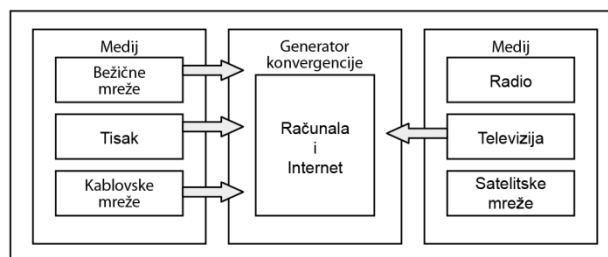 Medij
Bežične
mreže
Tisak
Kablovske
mreže
Generator
konvergencije
Računala
i
Internet
Medij
Radio
Televizija
Satelitske
mreže